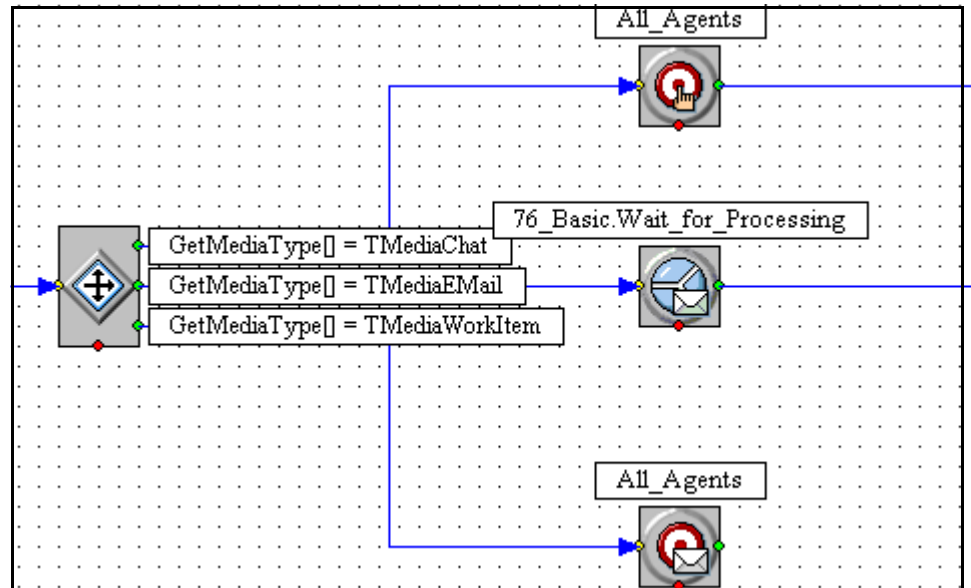 All_Agents
76_Basic.Wait_for_Processing
GetMediaType[] = TMediaChat
GetMediaType[] = TMediaEMail
GetMediaType[] = TMediaWorkItem
All_Agents